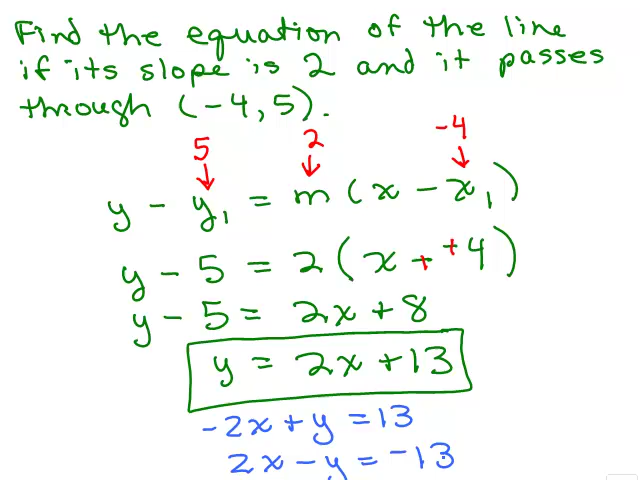 Find the equation of the line
if its slope is 2 and it passes
through (-4, 5).
5 2 -4
y - y₁ = m (x - x₁)
y - 5 = 2 (x + +4)
y - 5 = 2x + 8
y = 2x + 13
-2x + y = 13
2x - y = -13